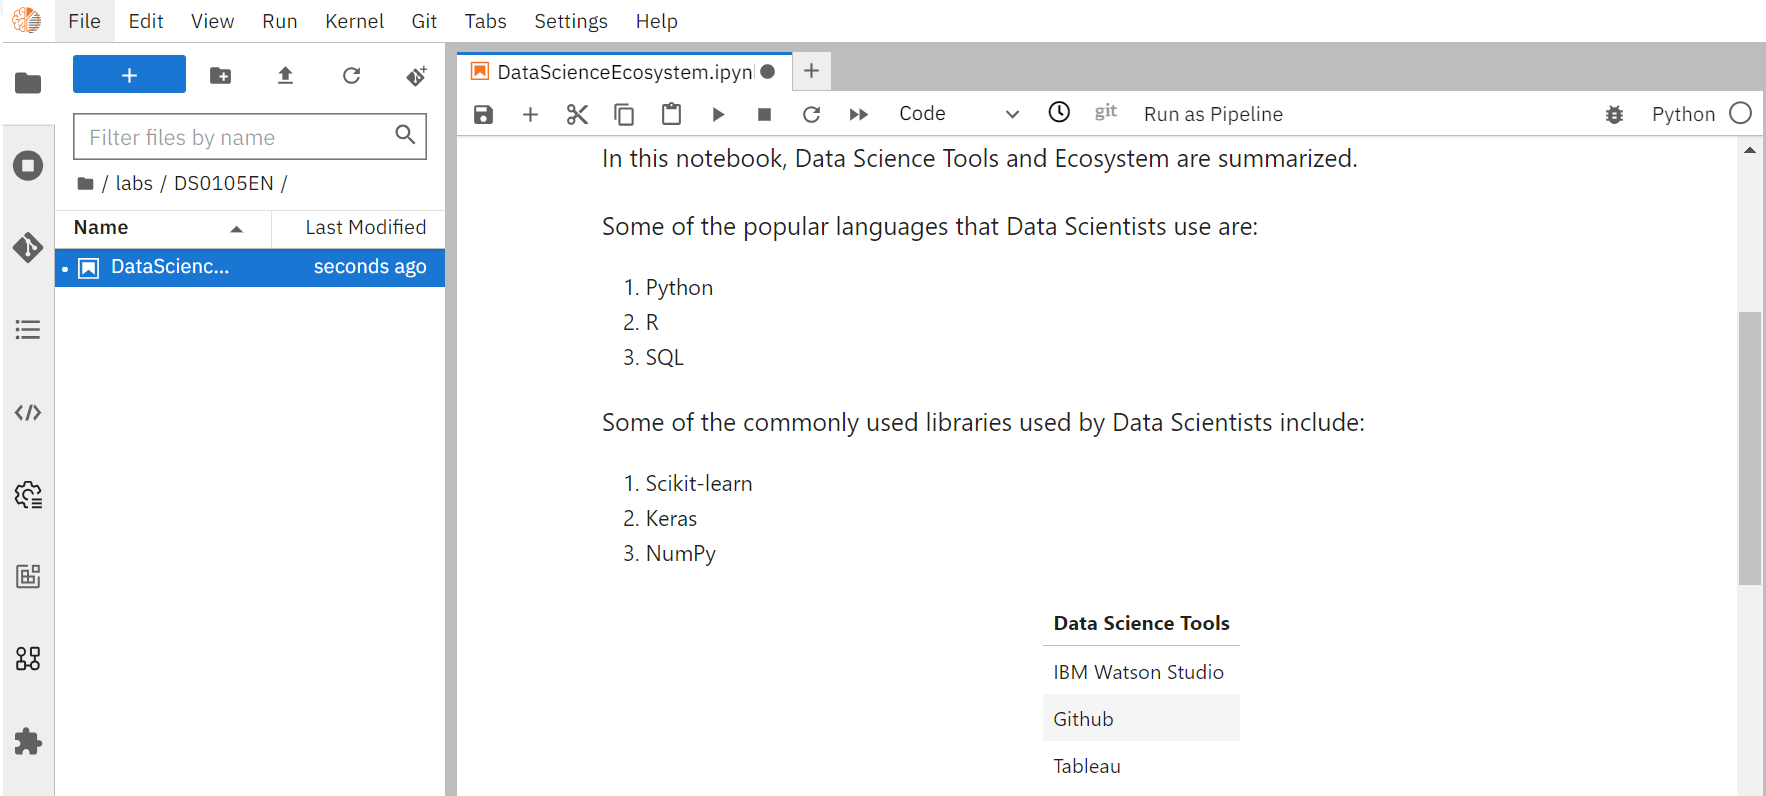 File Edit View Run Kernel Git Tabs Settings Help
+
Filter files by name
/ labs / DS0105EN /
Name Last Modified
DataScienc... seconds ago
DataScienceEcosystem.ipyn
Code git Run as Pipeline Python
In this notebook, Data Science Tools and Ecosystem are summarized.
Some of the popular languages that Data Scientists use are:
1. Python
2. R
3. SQL
Some of the commonly used libraries used by Data Scientists include:
1. Scikit-learn
2. Keras
3. NumPy
Data Science Tools
IBM Watson Studio
Github
Tableau